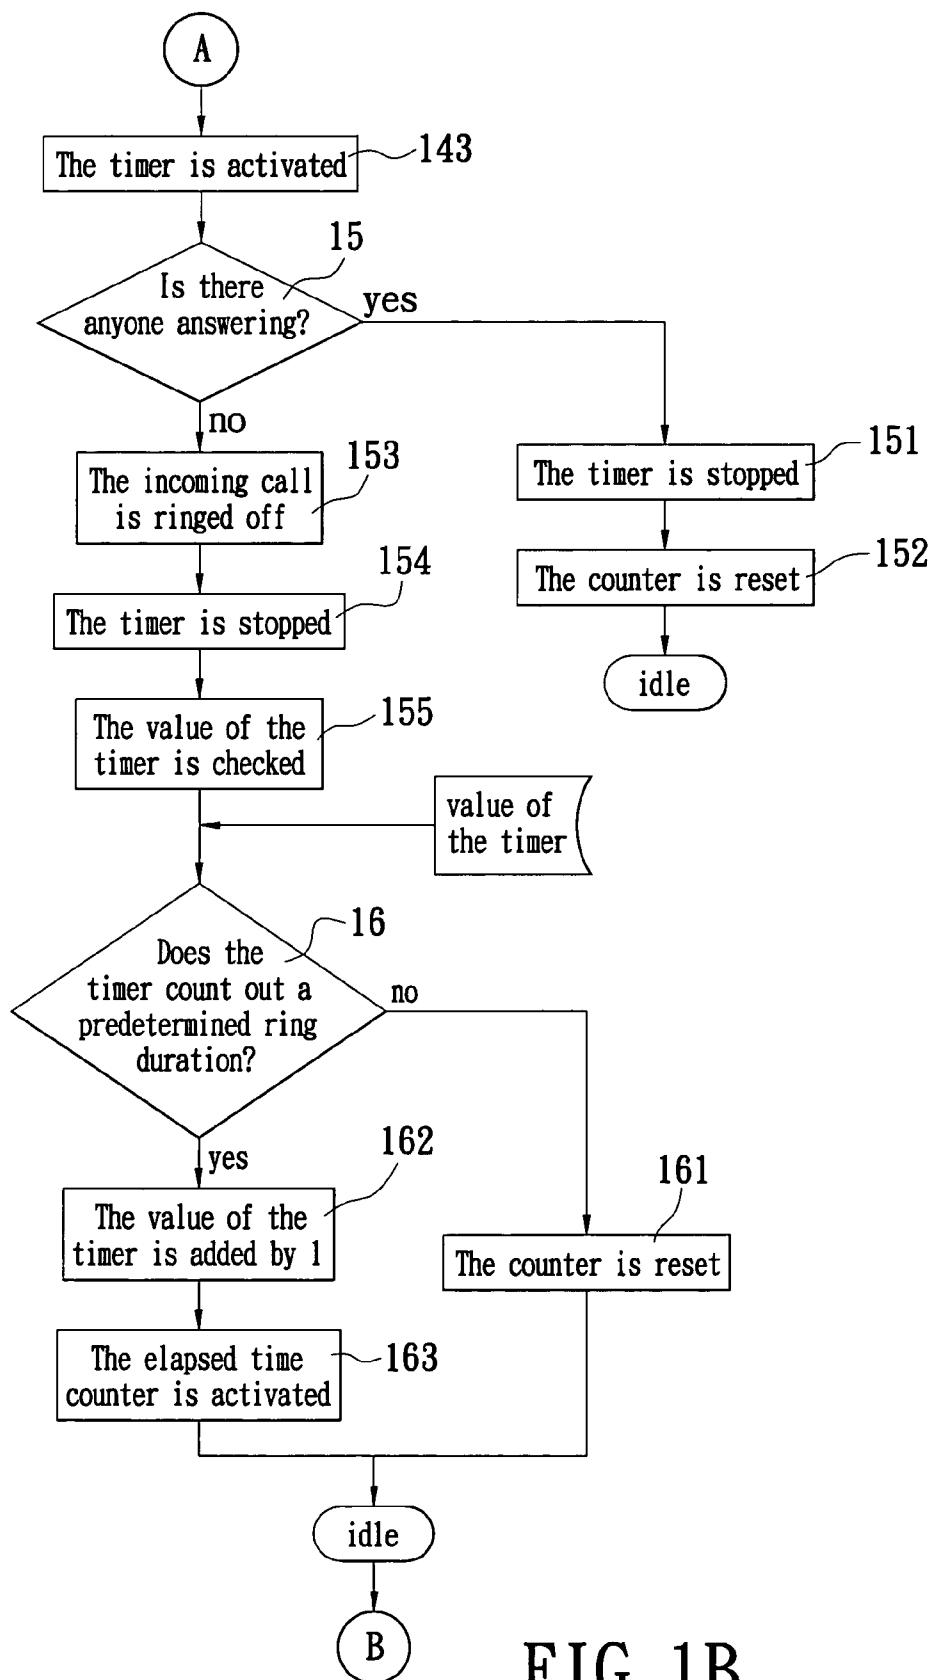 A
The timer is activated
143
15
Is there
anyone answering?
yes
no
153
The incoming call
is ringed off
151
The timer is stopped
152
The counter is reset
idle
154
The timer is stopped
155
The value of the
timer is checked
value of
the timer
16
Does the
timer count out a
predetermined ring
duration?
no
yes
162
The value of the
timer is added by 1
161
The counter is reset
163
The elapsed time
counter is activated
idle
B
FIG. 1B